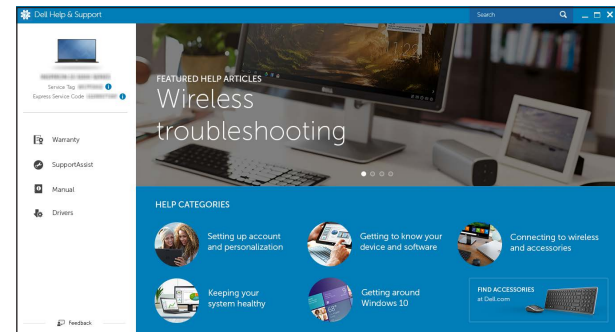 Dell Help & Support
Search
Service Tag
Express Service Code
Warranty
SupportAssist
Manual
Drivers
Feedback
FEATURED HELP ARTICLES
Wireless
troubleshooting
HELP CATEGORIES
Setting up account
and personalization
Getting to know your
device and software
Connecting to wireless
and accessories
Keeping your
system healthy
Getting around
Windows 10
FIND ACCESSORIES
at Dell.com